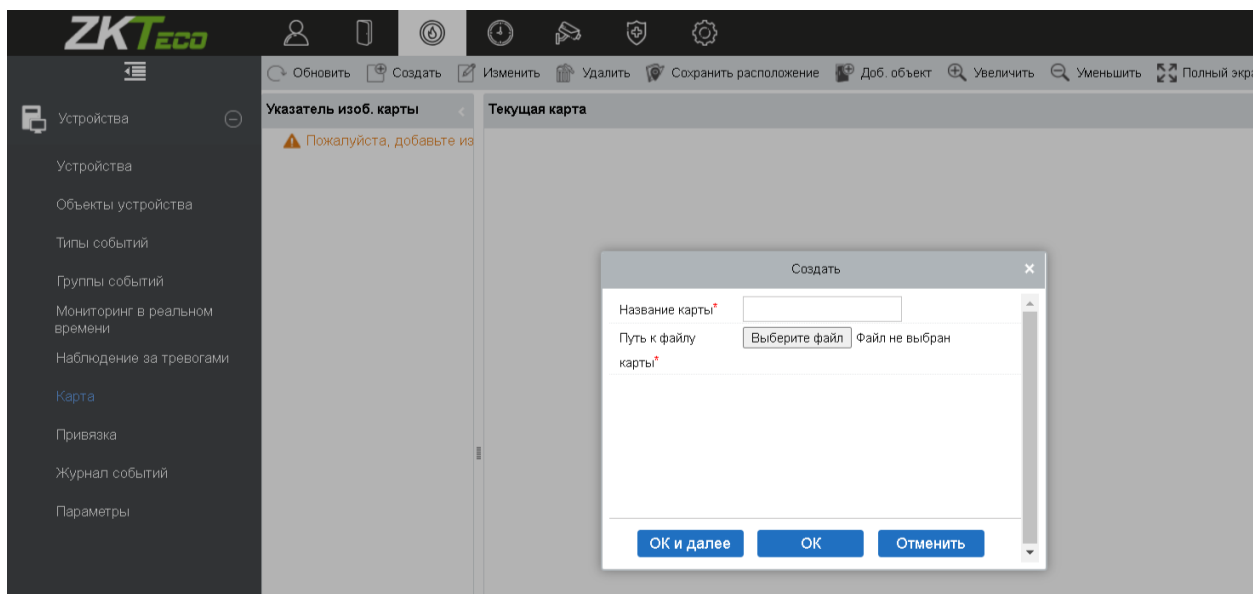 ZKTeco
Обновить Создать Изменить Удалить Сохранить расположение Доб. объект Увеличить Уменьшить Полный экра
Устройства
Указатель изоб. карты Текущая карта
Пожалуйста, добавьте из
Устройства
Объекты устройства
Типы событий
Группы событий
Мониторинг в реальном
времени
Наблюдение за тревогами
Карта
Привязка
Журнал событий
Параметры
Создать
Название карты*
Путь к файлу Выберите файл Файл не выбран
карты*
ОК и далее ОК Отменить